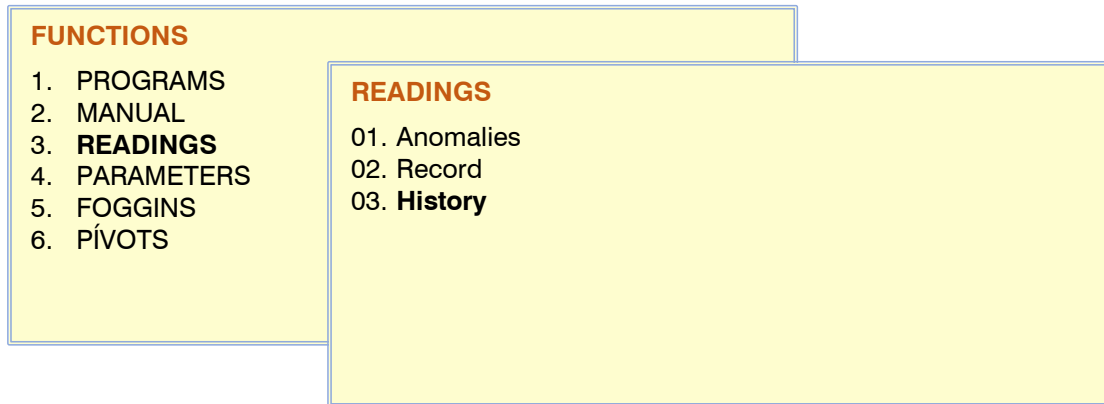 FUNCTIONS
1. PROGRAMS
2. MANUAL
3. READINGS
4. PARAMETERS
5. FOGGINS
6. PÍVOTS
READINGS
01. Anomalies
02. Record
03. History